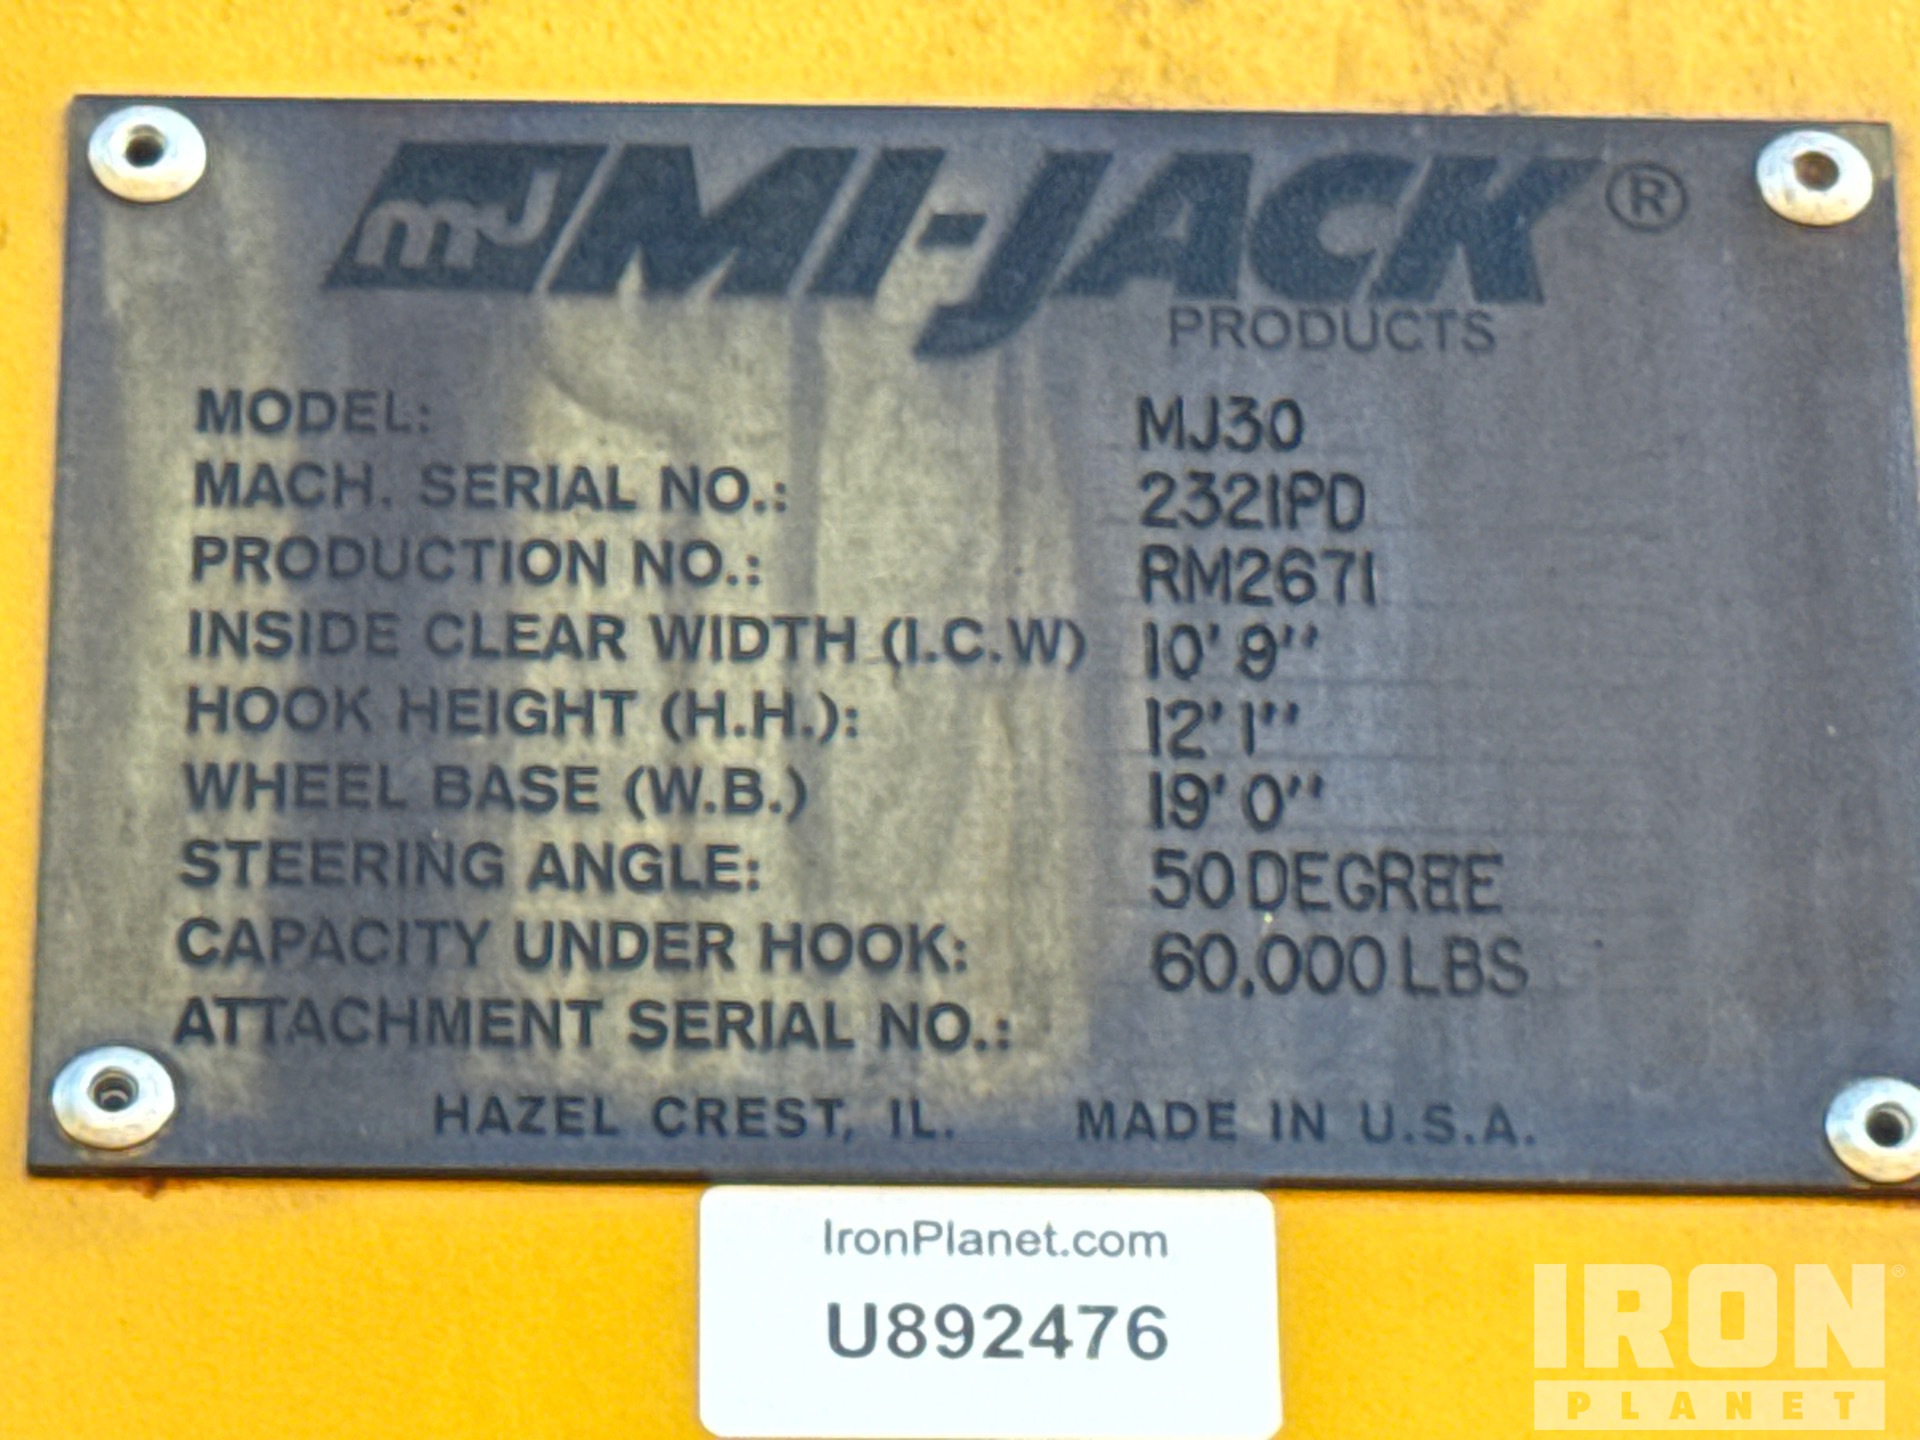 mJ MI-JACK®
PRODUCTS
MODEL: MJ30
MACH. SERIAL NO.: 2321PD
PRODUCTION NO.: RM2671
INSIDE CLEAR WIDTH (I.C.W) 10' 9"
HOOK HEIGHT (H.H.): 12' 1"
WHEEL BASE (W.B.) 19' 0"
STEERING ANGLE: 50 DEGREE
CAPACITY UNDER HOOK: 60,000 LBS
ATTACHMENT SERIAL NO.:
HAZEL CREST, IL. MADE IN U.S.A.
IronPlanet.com
U892476
IRON®
PLANET